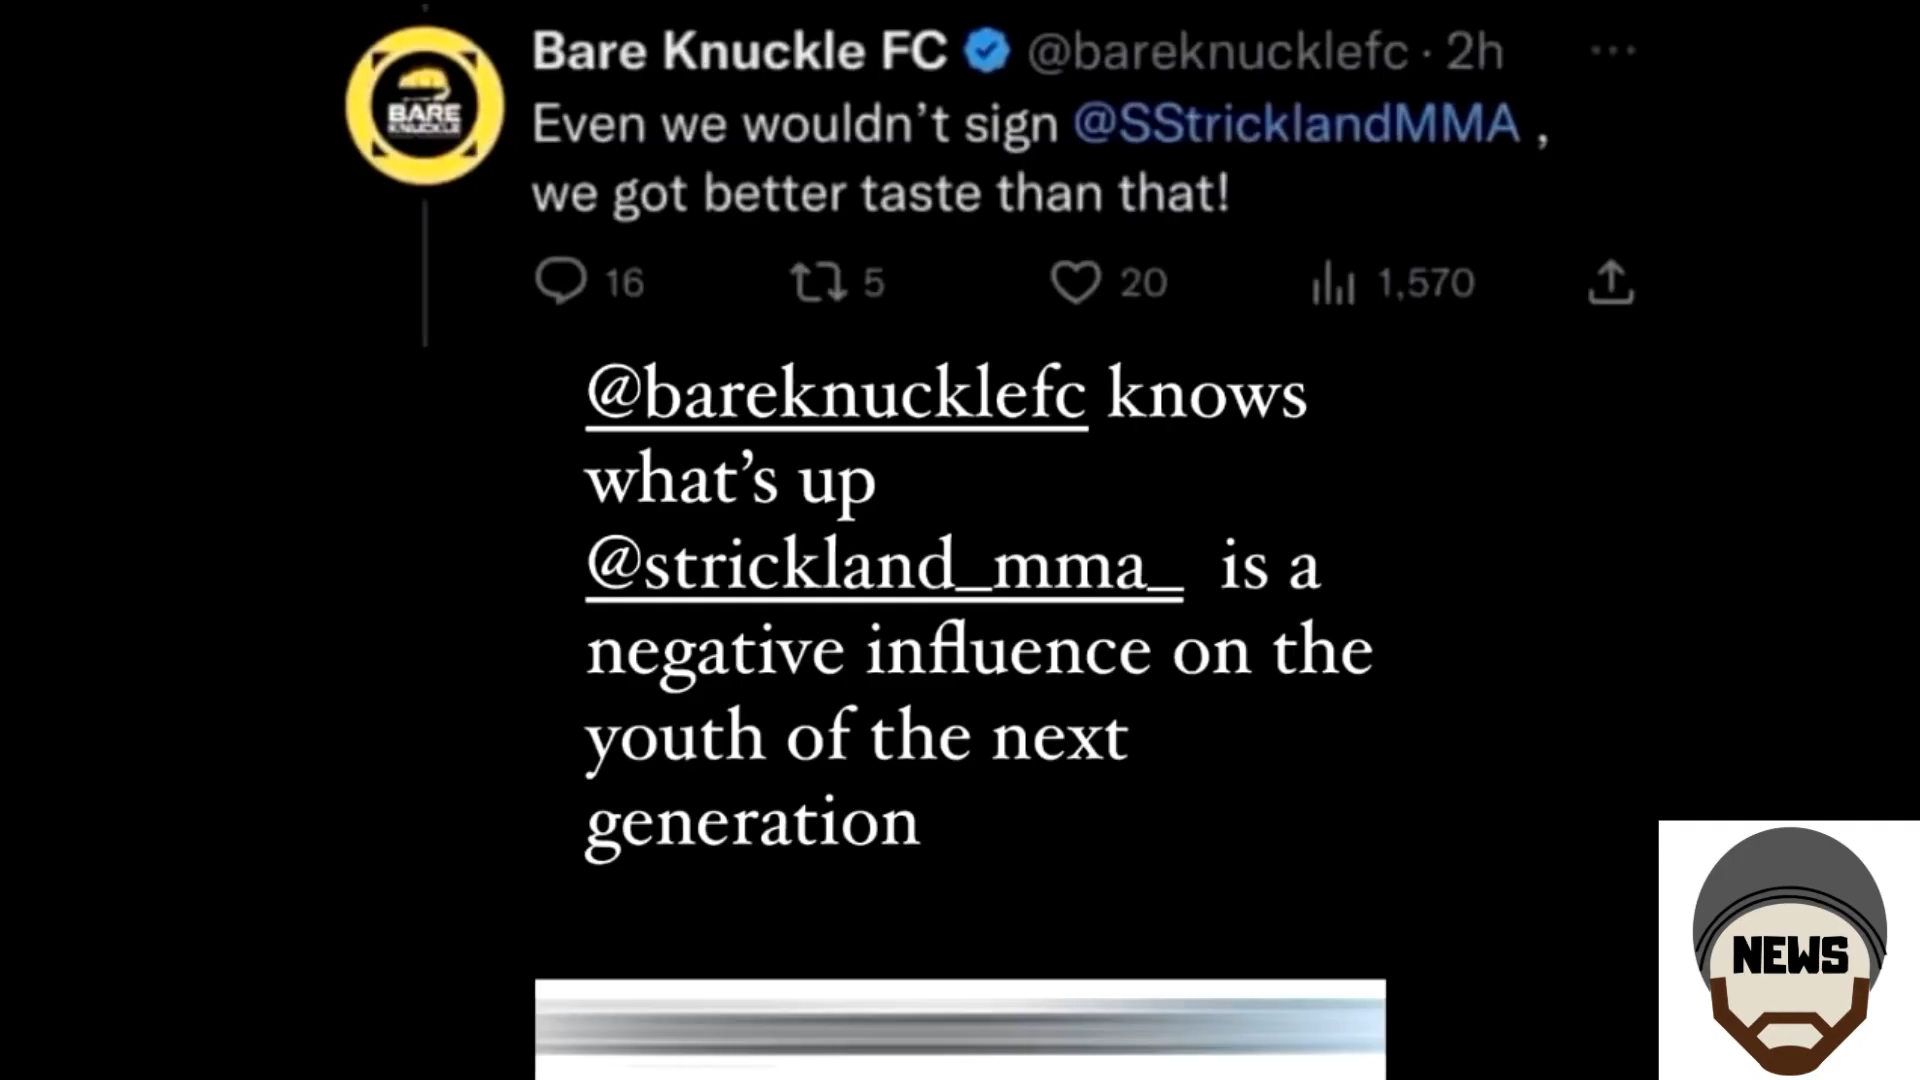 Bare Knuckle FC @bareknucklefc · 2h
BARE
KNUCKLE
Even we wouldn’t sign @SStricklandMMA ,
we got better taste than that!
16 5 20 1,570
@bareknucklefc knows
what’s up
@strickland_mma_ is a
negative influence on the
youth of the next
generation
NEWS